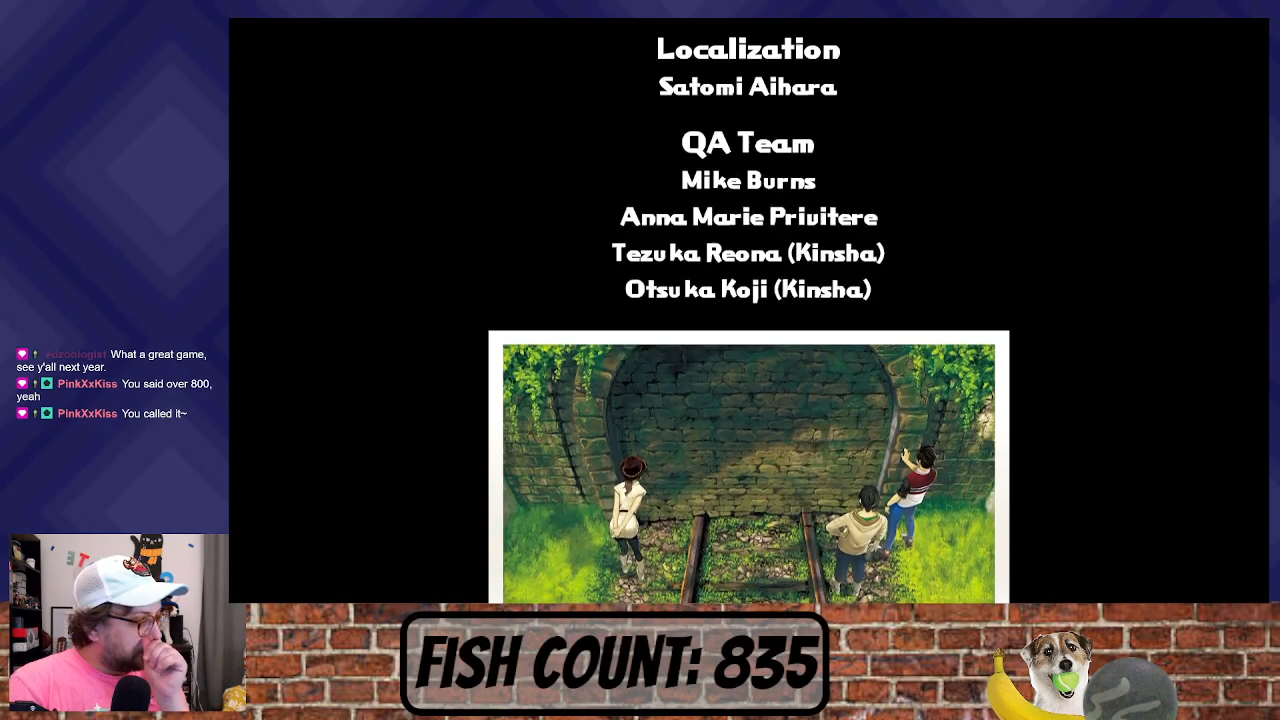 Localization
Satomi Aihara
QA Team
Mike Burns
Anna Marie Privitere
Tezuka Reona (Kinsha)
Otsuka Koji (Kinsha)
What a great game,
see y'all next year.
PinkXxKiss You said over 800,
yeah
PinkXxKiss You called it~
FISH COUNT: 835